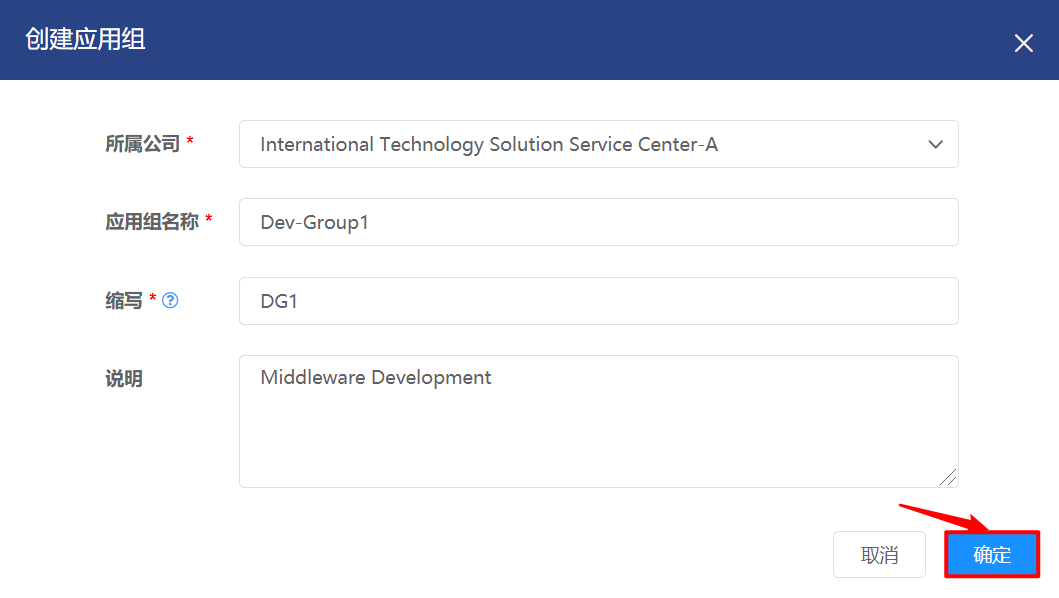 创建应用组
所属公司 * International Technology Solution Service Center-A
应用组名称 * Dev-Group1
缩写 * ? DG1
说明 Middleware Development
取消 确定